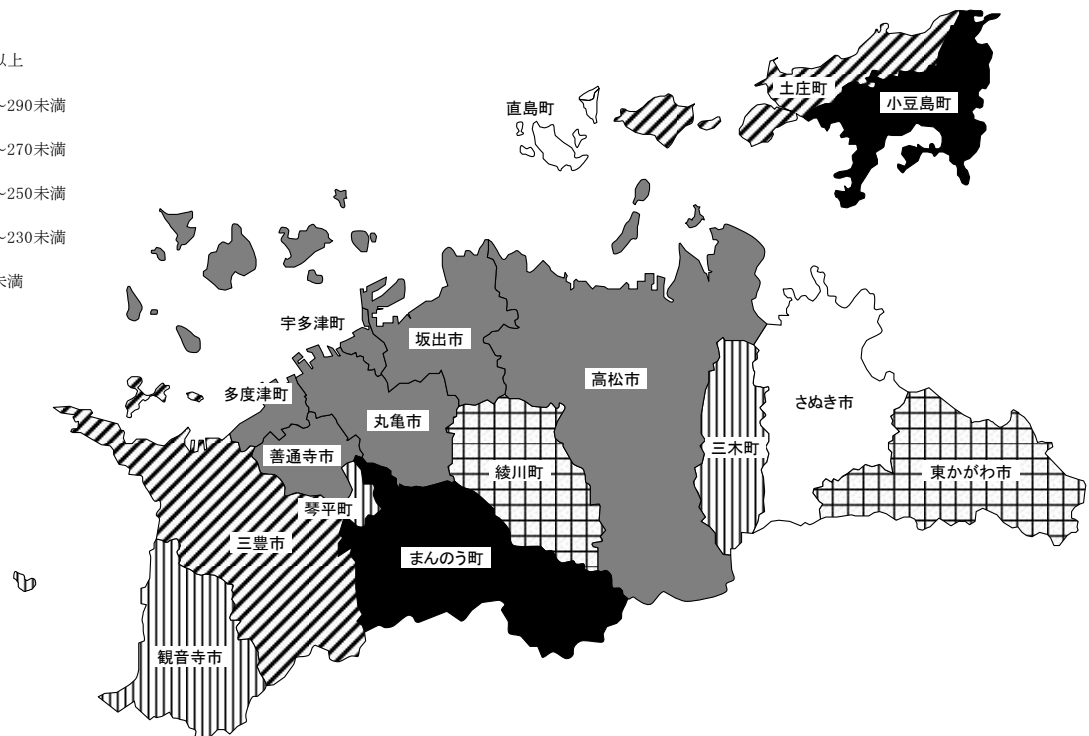 以上
~290未満
~270未満
~250未満
~230未満
未満
直島町
土庄町
小豆島町
宇多津町
坂出市
高松市
多度津町
丸亀市
さぬき市
善通寺市
綾川町
三木町
東かがわ市
琴平町
三豊市
まんのう町
観音寺市